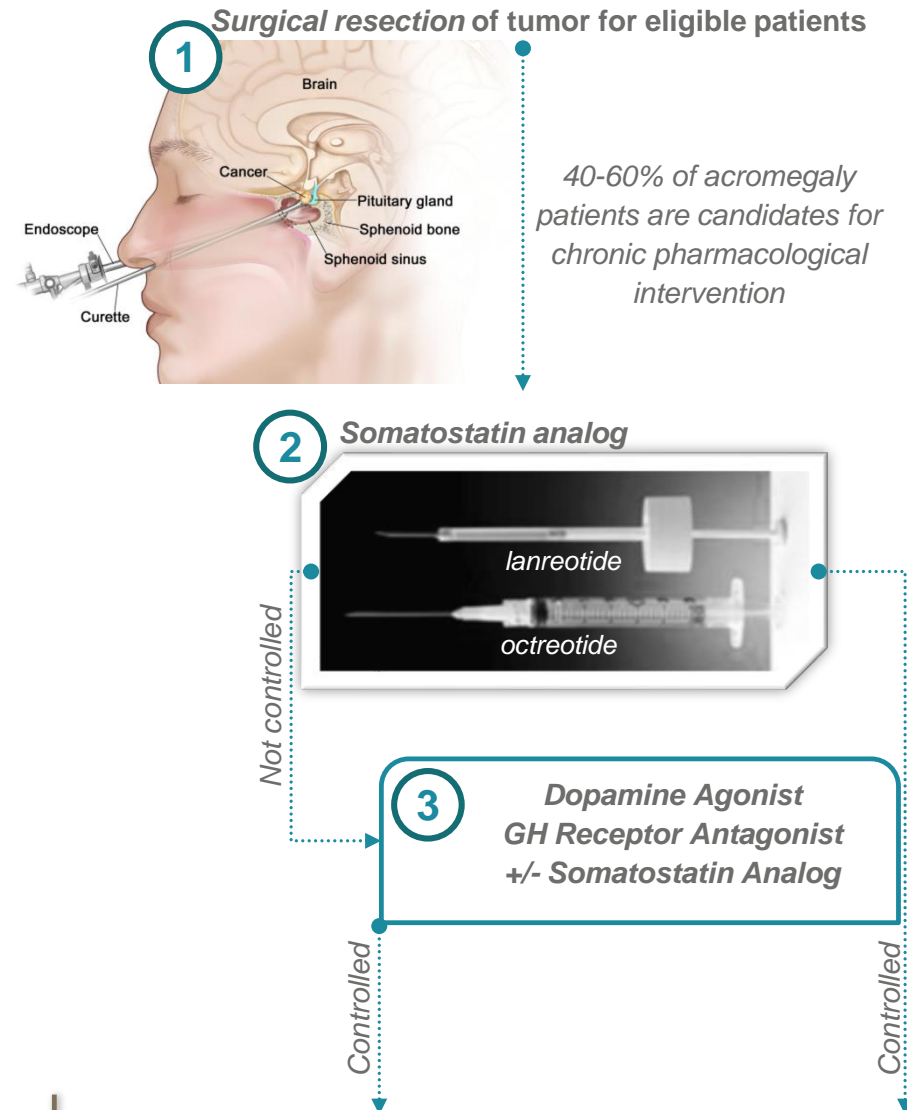 Surgical resection of tumor for eligible patients
1
Brain
Cancer
Pituitary gland
Endoscope
Sphenoid bone
Sphenoid sinus
Curette
40-60% of acromegaly
patients are candidates for
chronic pharmacological
intervention
2
Somatostatin analog
lanreotide
octreotide
Not controlled
3
Dopamine Agonist
GH Receptor Antagonist
+/- Somatostatin Analog
Controlled
Controlled